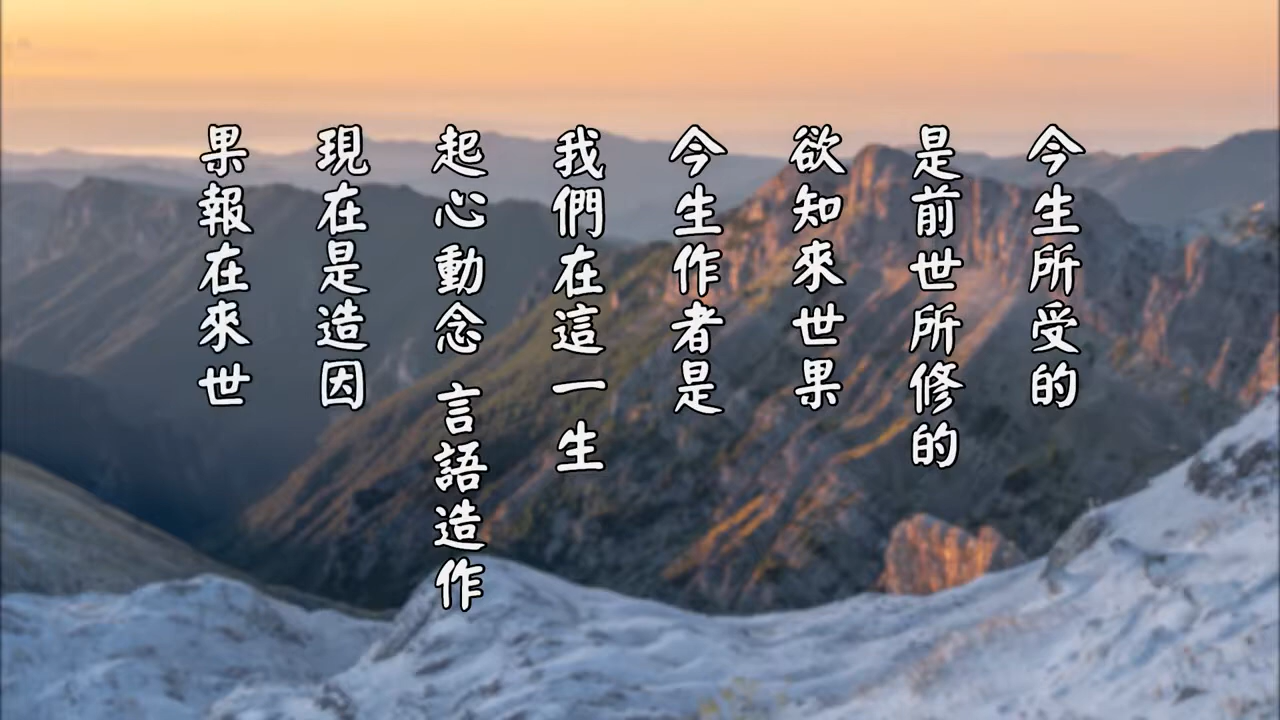 今生所受的
是前世所修的
欲知來世果
今生作者是
我們在這一生
起心動念 言語造作
現在是造因
果報在來世